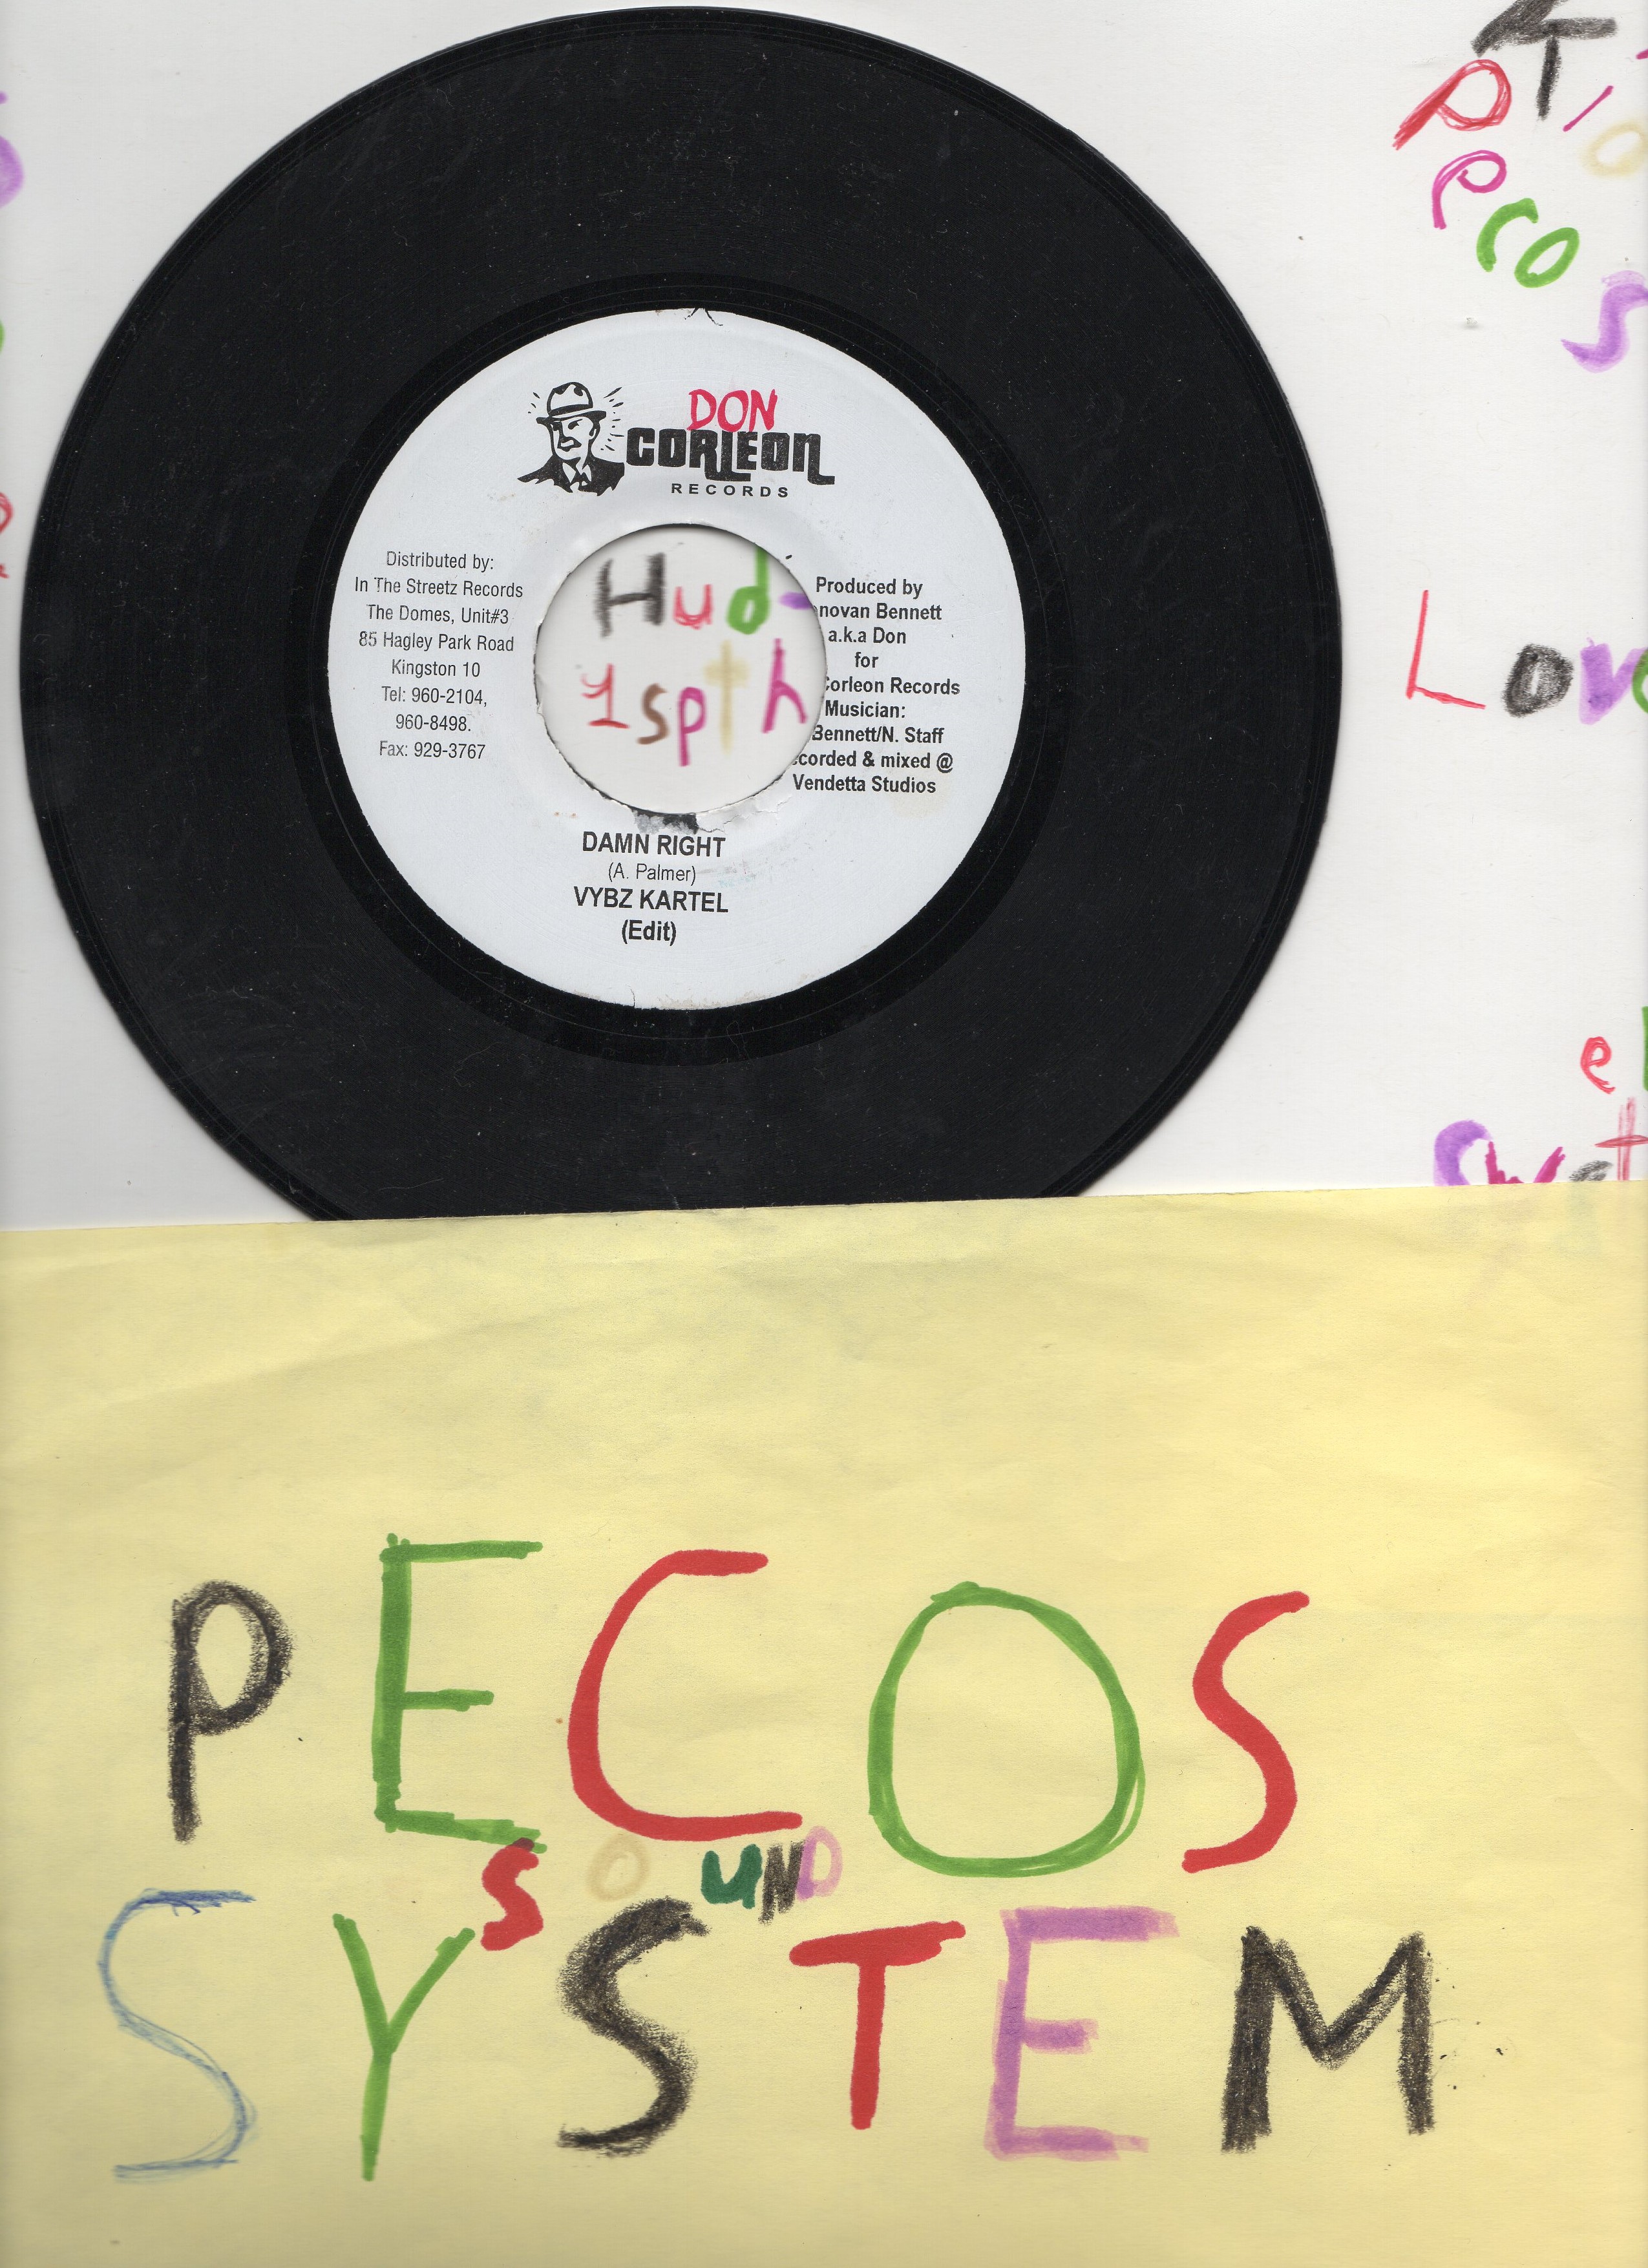 DON
CORLEON
RECORDS
Distributed by:
In The Streetz Records
The Domes, Unit#3
85 Hagley Park Road
Kingston 10
Tel: 960-2104,
960-8498.
Fax: 929-3767
Hud-
1spth
Produced by
novan Bennett
a.k.a Don
for
Corleon Records
Musician:
Bennett/N. Staff
corded & mixed @
Vendetta Studios
DAMN RIGHT
(A. Palmer)
VYBZ KARTEL
(Edit)
Love
PECOS
SOUND
SYSTEM